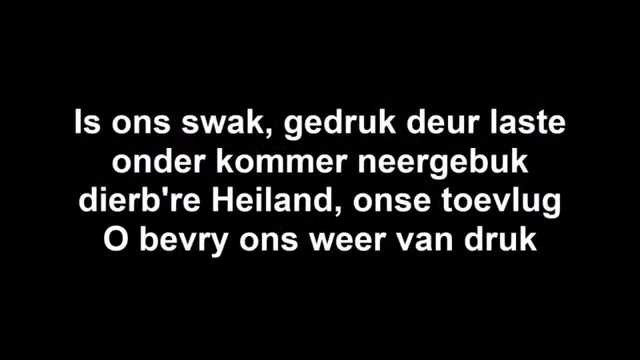 Is ons swak, gedruk deur laste
onder kommer neergebuk
dierb're Heiland, onse toevlug
O bevry ons weer van druk